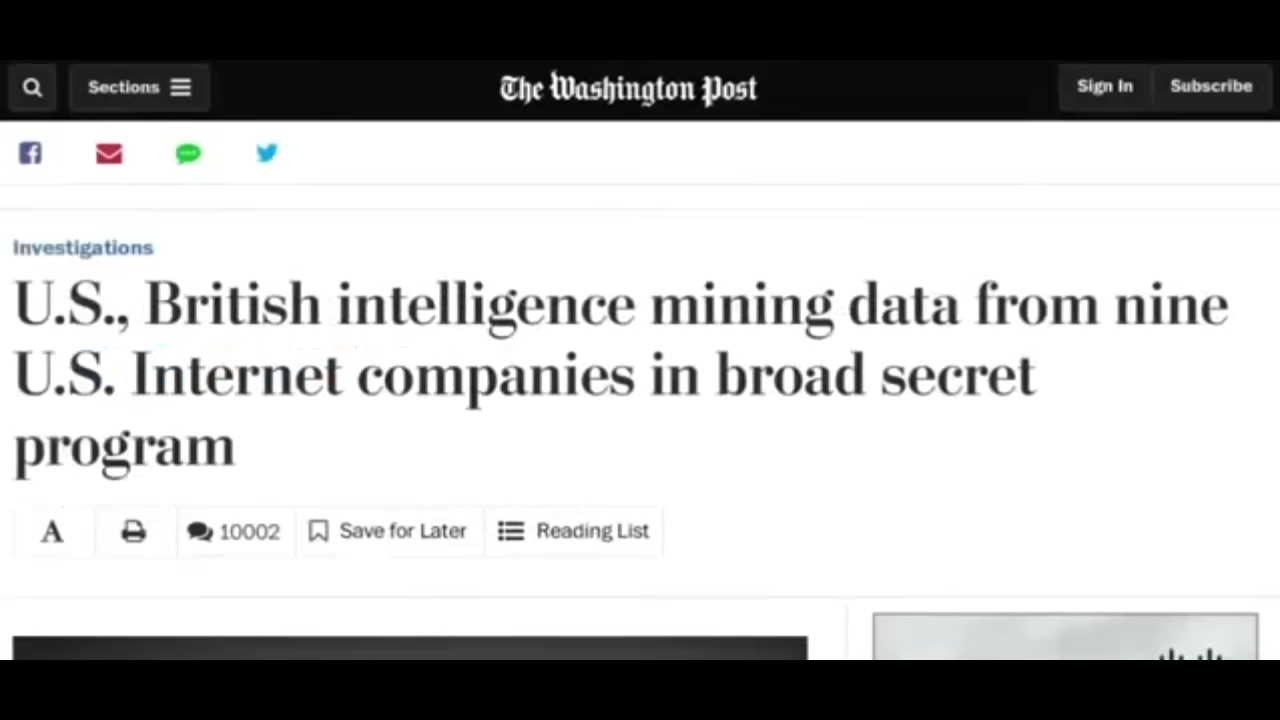 Sections The Washington Post Sign In Subscribe
Investigations
U.S., British intelligence mining data from nine
U.S. Internet companies in broad secret
program
A 10002 Save for Later Reading List